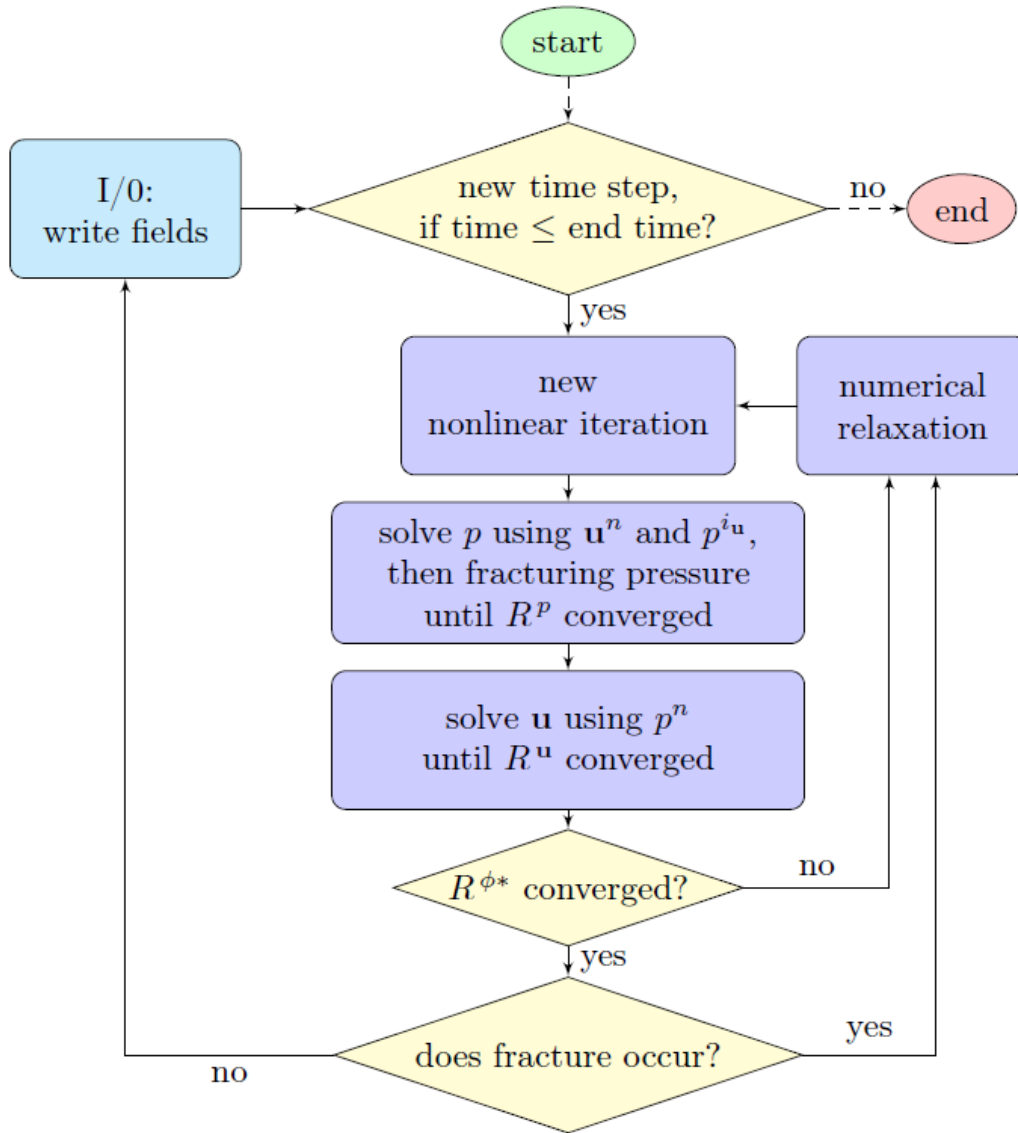 start
I/0:
write fields
new time step,
if time ≤ end time?
no
end
yes
new
nonlinear iteration
numerical
relaxation
solve p using uⁿ and p^{i_u},
then fracturing pressure
until R^p converged
solve u using pⁿ
until R^u converged
R^{ϕ*} converged?
no
yes
does fracture occur?
yes
no